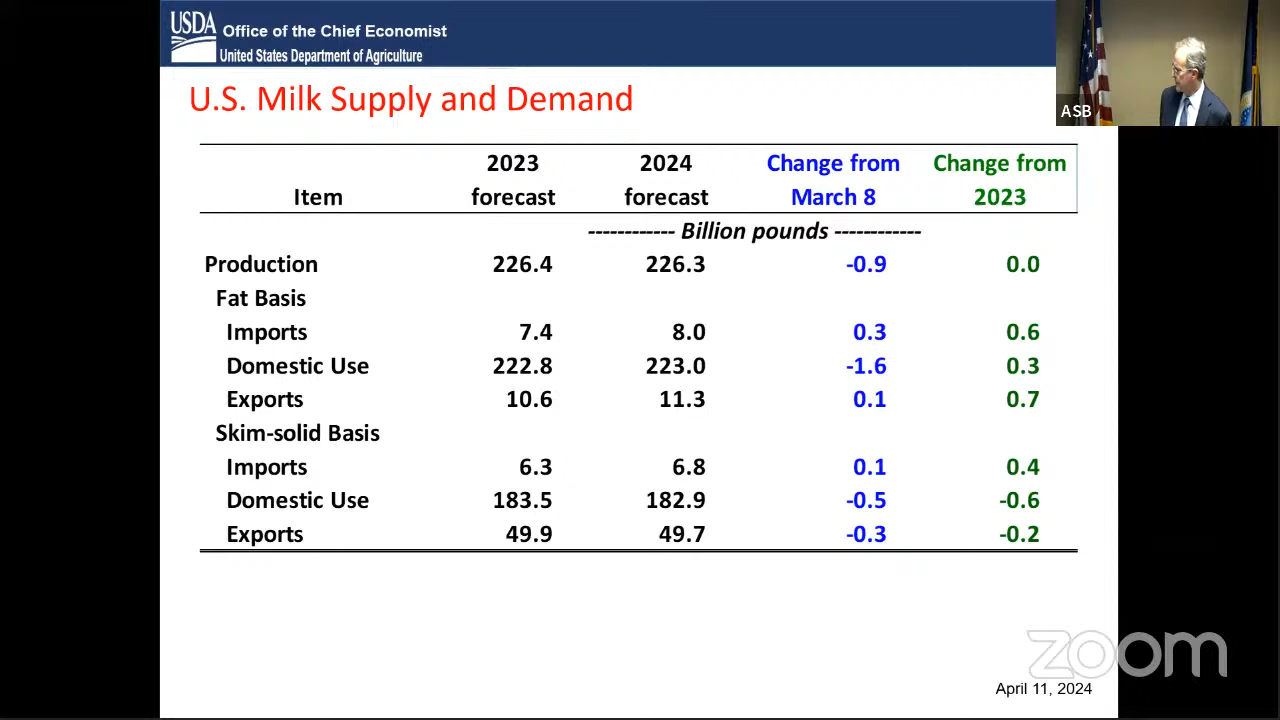 USDA
Office of the Chief Economist
United States Department of Agriculture
ASB
U.S. Milk Supply and Demand
Item 2023 forecast 2024 forecast Change from March 8 Change from 2023
------------ Billion pounds ------------
Production 226.4 226.3 -0.9 0.0
Fat Basis
Imports 7.4 8.0 0.3 0.6
Domestic Use 222.8 223.0 -1.6 0.3
Exports 10.6 11.3 0.1 0.7
Skim-solid Basis
Imports 6.3 6.8 0.1 0.4
Domestic Use 183.5 182.9 -0.5 -0.6
Exports 49.9 49.7 -0.3 -0.2
zoom
April 11, 2024